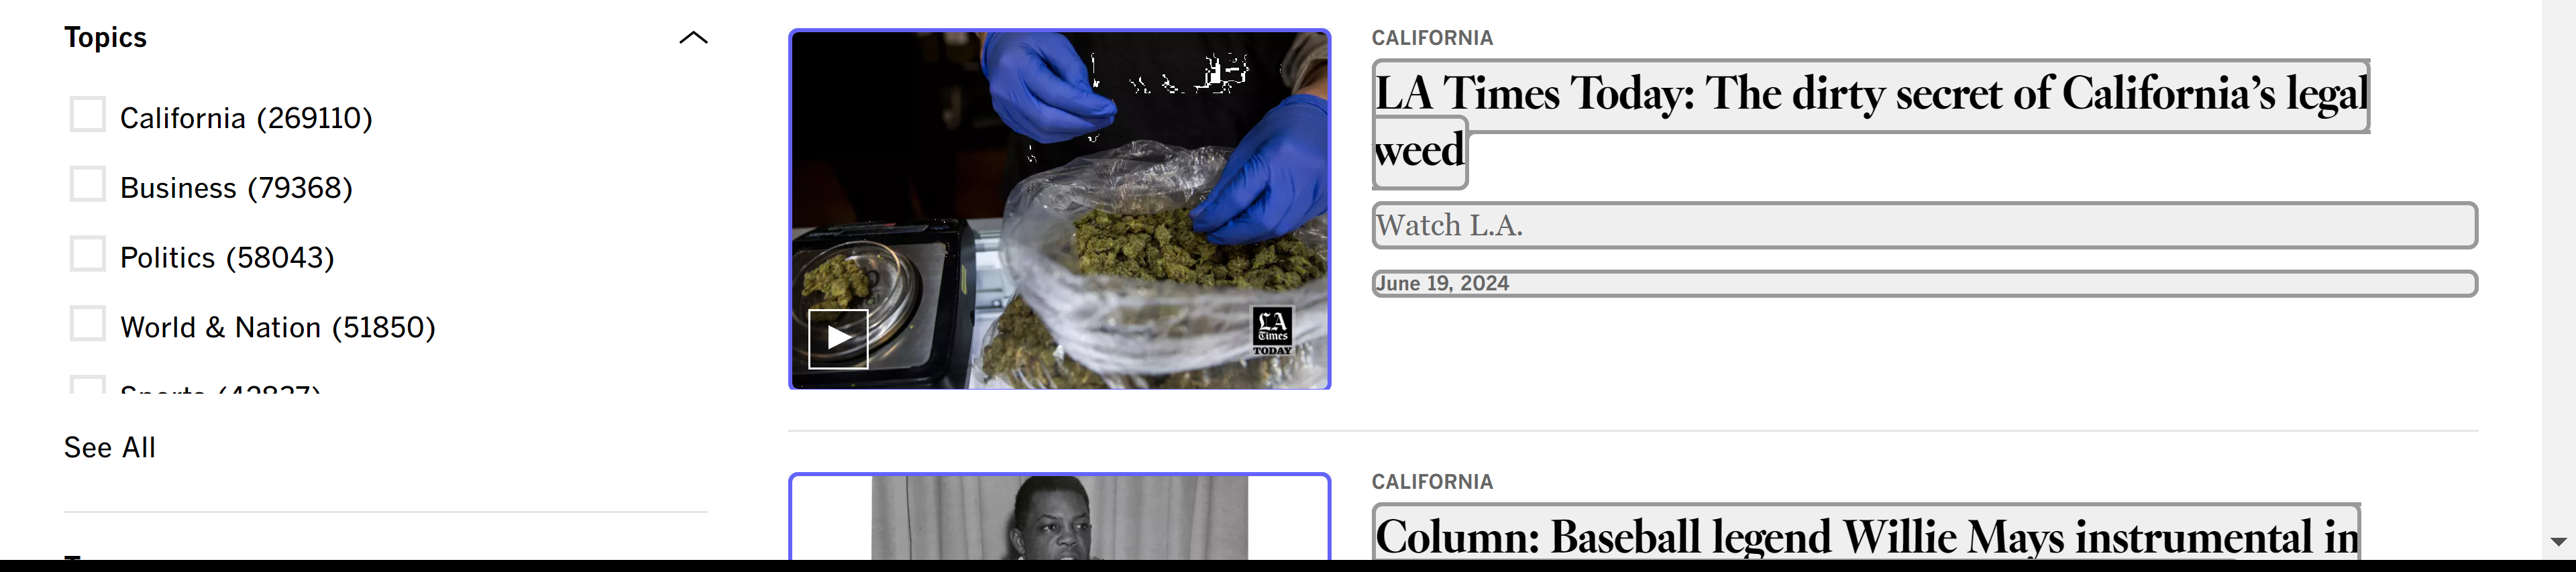 Topics
California (269110)
Business (79368)
Politics (58043)
World & Nation (51850)
Sports (42837)
See All
CALIFORNIA
LA Times Today: The dirty secret of California’s legal
weed
Watch L.A.
June 19, 2024
LA
Times
TODAY
CALIFORNIA
Column: Baseball legend Willie Mays instrumental in